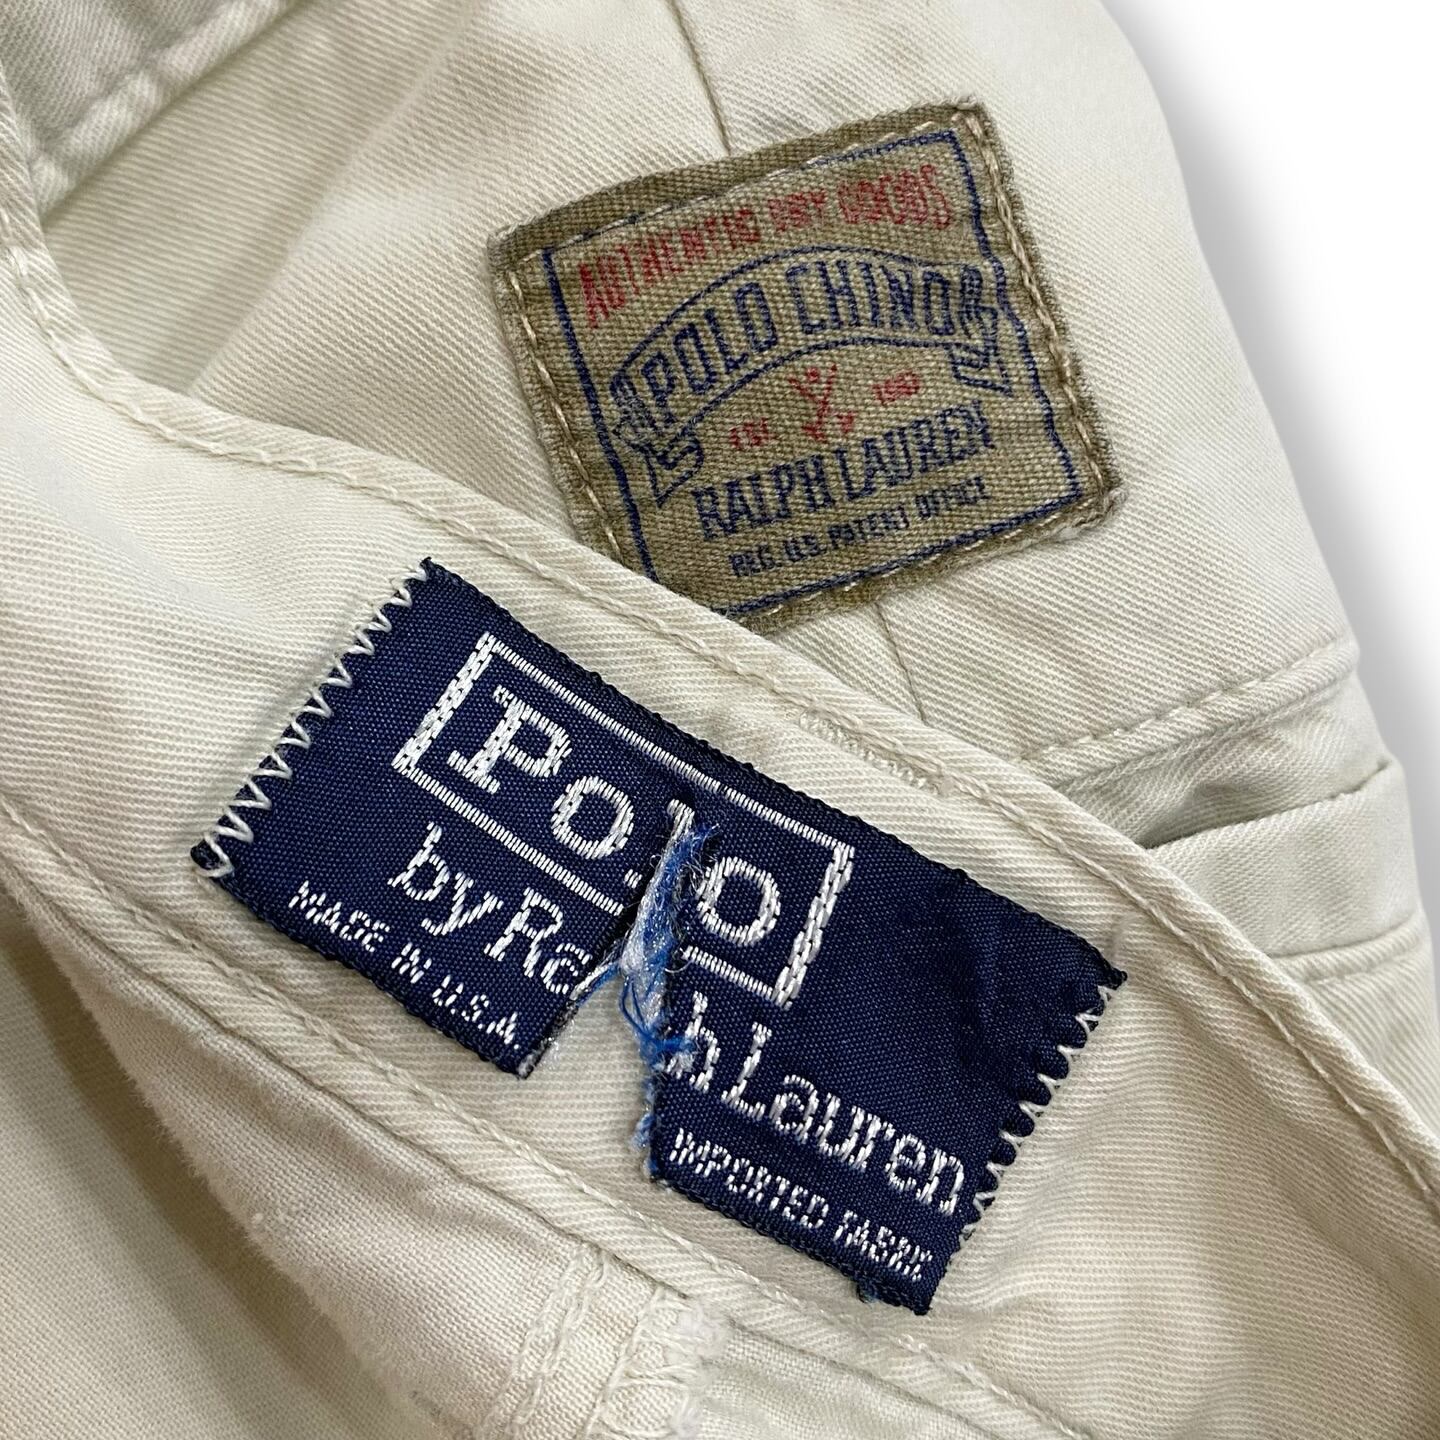 AUTHENTIC DRY GOODS
POLO CHINO
EST. 1967
RALPH LAUREN
REG. U.S. PATENT OFFICE
Polo
by Ra h Lauren
MADE IN U.S.A.
IMPORTED FABRIC